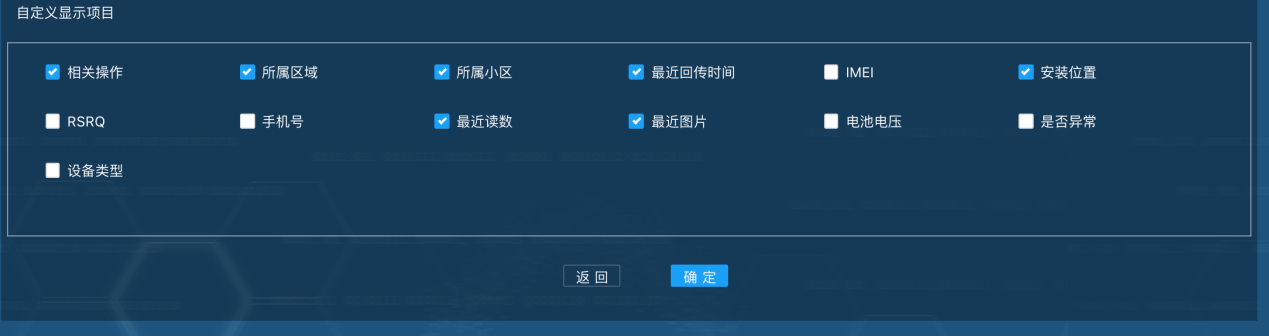 自定义显示项目
相关操作 所属区域 所属小区 最近回传时间 IMEI 安装位置
RSRQ 手机号 最近读数 最近图片 电池电压 是否异常
设备类型
返 回 确 定